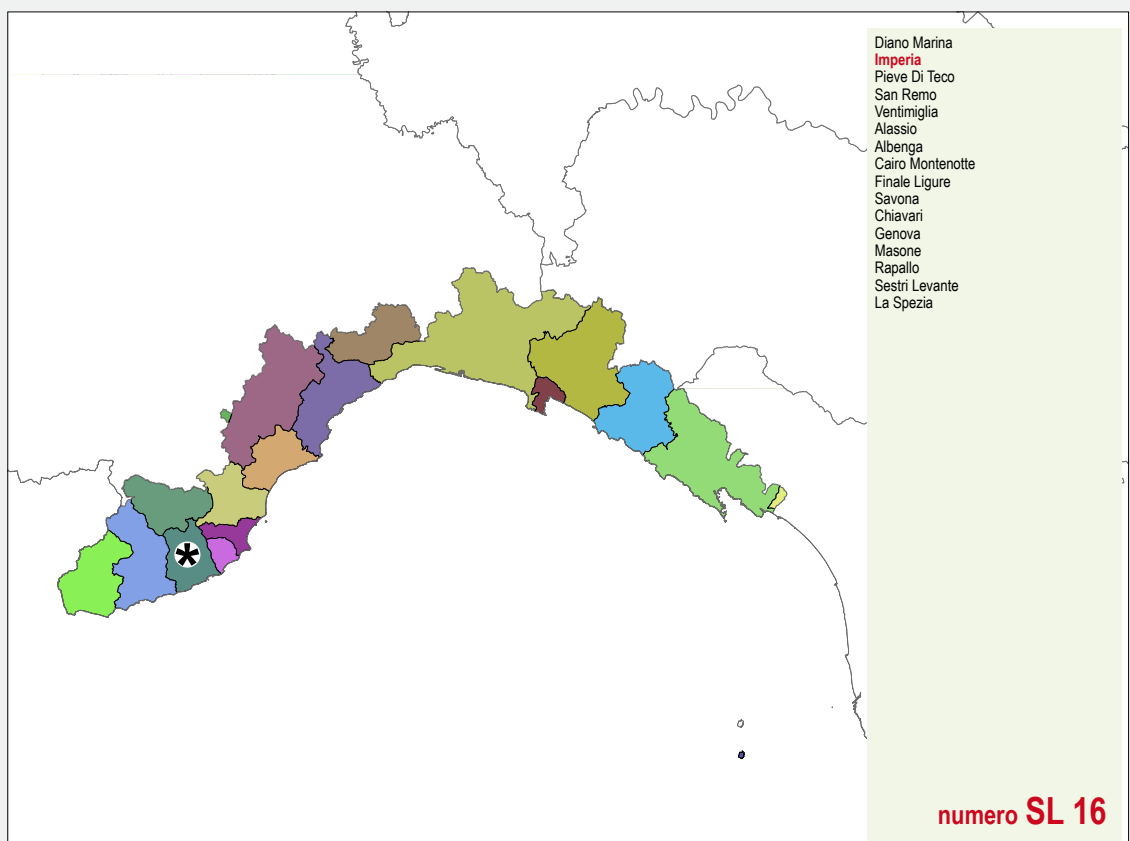 Diano Marina
Imperia
Pieve Di Teco
San Remo
Ventimiglia
Alassio
Albenga
Cairo Montenotte
Finale Ligure
Savona
Chiavari
Genova
Masone
Rapallo
Sestri Levante
La Spezia
numero SL 16